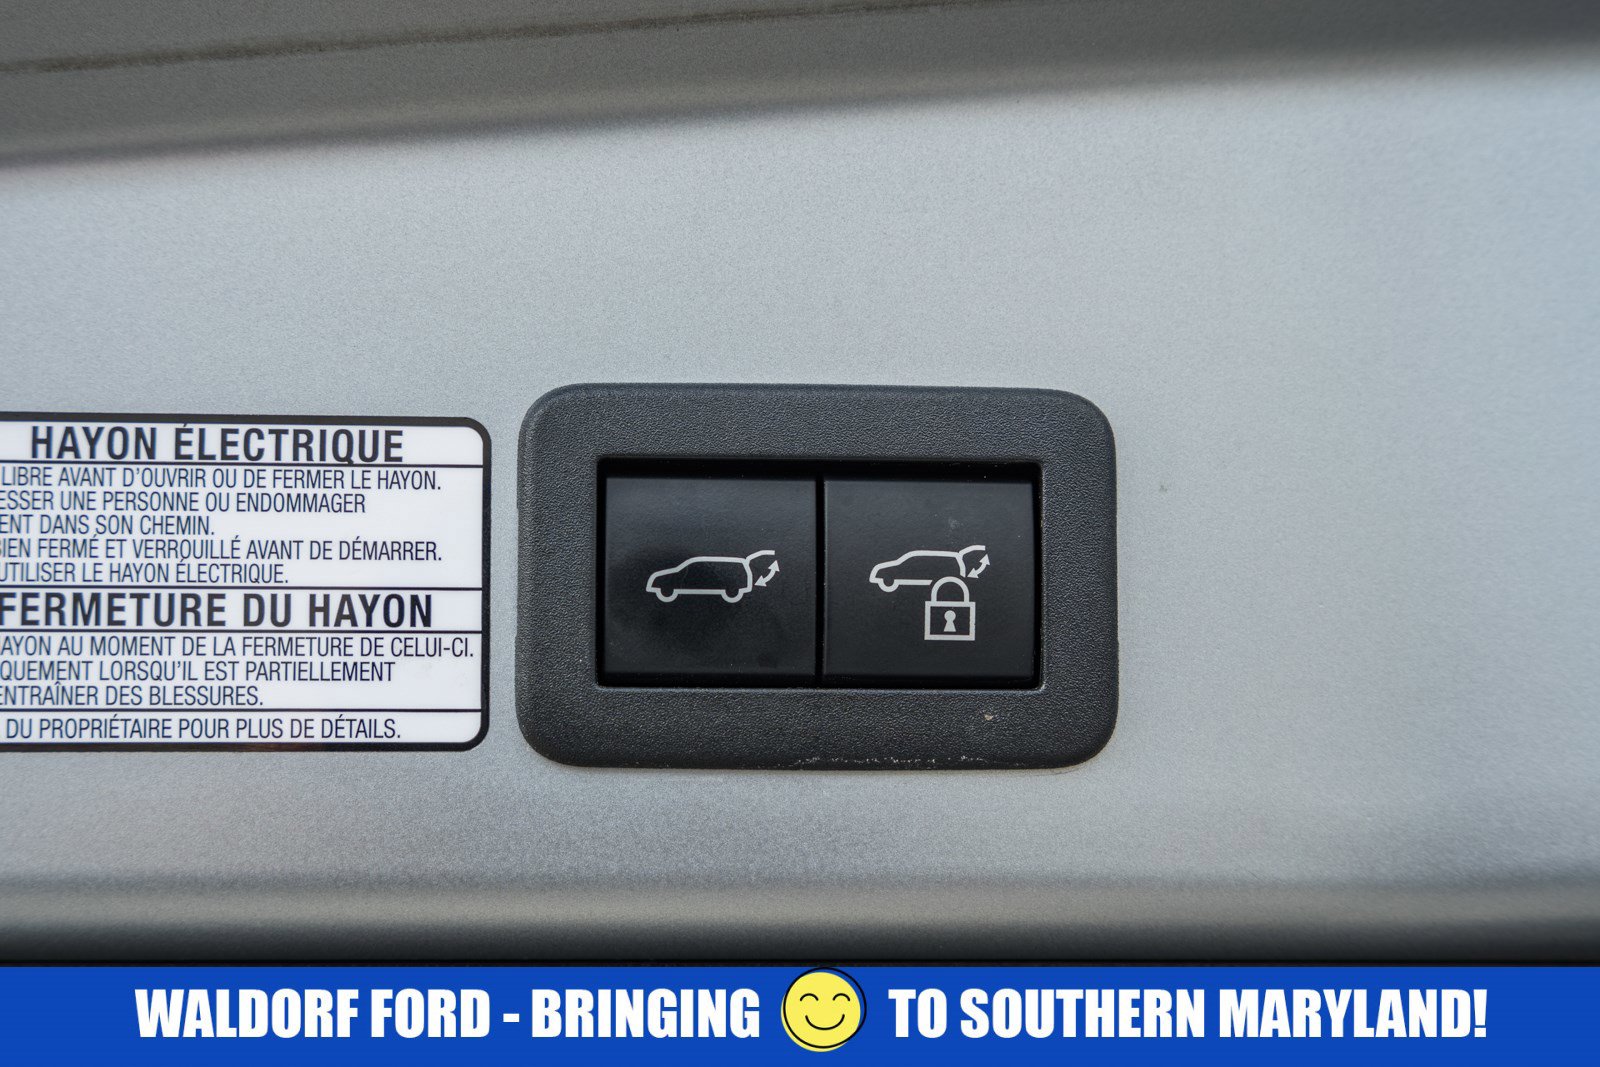 HAYON ÉLECTRIQUE
LIBRE AVANT D'OUVRIR OU DE FERMER LE HAYON.
ESSER UNE PERSONNE OU ENDOMMAGER
ENT DANS SON CHEMIN.
BIEN FERMÉ ET VERROUILLÉ AVANT DE DÉMARRER.
UTILISER LE HAYON ÉLECTRIQUE.
FERMETURE DU HAYON
HAYON AU MOMENT DE LA FERMETURE DE CELUI-CI.
QUEMENT LORSQU'IL EST PARTIELLEMENT
ENTRAÎNER DES BLESSURES.
DU PROPRIÉTAIRE POUR PLUS DE DÉTAILS.
WALDORF FORD - BRINGING TO SOUTHERN MARYLAND!